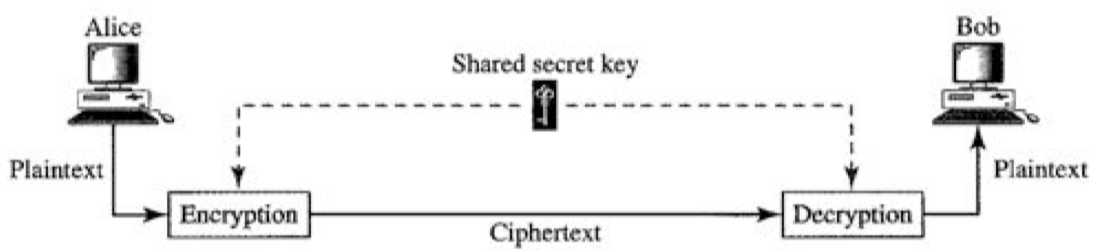 Alice
Bob
Shared secret key
Plaintext
Plaintext
Encryption
Decryption
Ciphertext